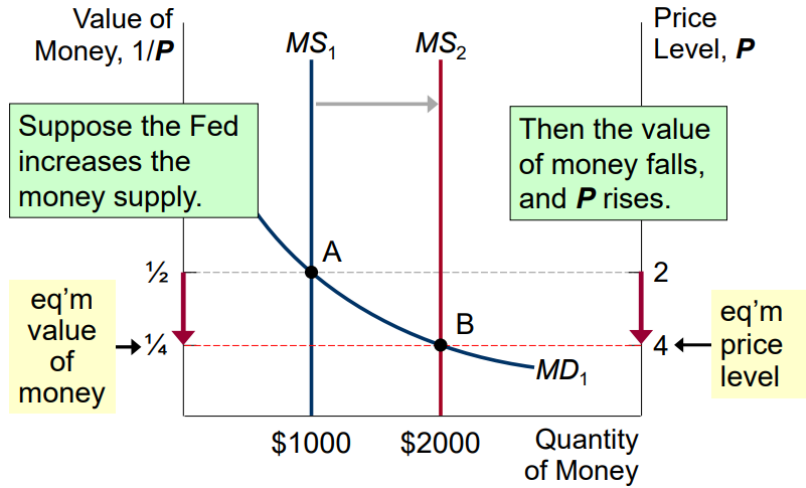 Value of
Money, 1/P
MS1
MS2
Price
Level, P
Suppose the Fed
increases the
money supply.
Then the value
of money falls,
and P rises.
A
½
2
eq’m
value
of
money
B
¼
4
eq’m
price
level
MD1
$1000
$2000
Quantity
of Money